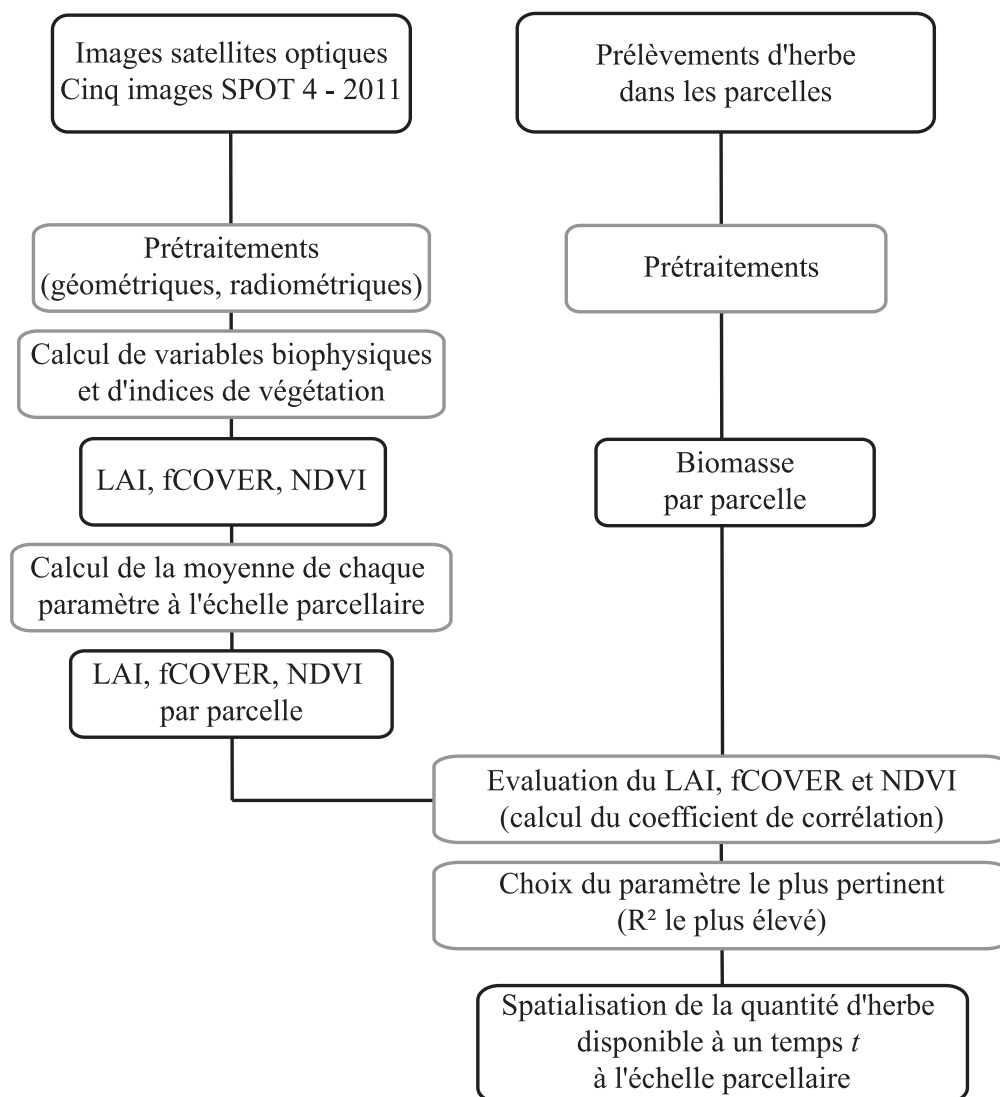 Images satellites optiques
Cinq images SPOT 4 - 2011
Prélèvements d'herbe
dans les parcelles
Prétraitements
(géométriques, radiométriques)
Prétraitements
Calcul de variables biophysiques
et d'indices de végétation
LAI, fCOVER, NDVI
Biomasse
par parcelle
Calcul de la moyenne de chaque
paramètre à l'échelle parcellaire
LAI, fCOVER, NDVI
par parcelle
Evaluation du LAI, fCOVER et NDVI
(calcul du coefficient de corrélation)
Choix du paramètre le plus pertinent
(R² le plus élevé)
Spatialisation de la quantité d'herbe
disponible à un temps t
à l'échelle parcellaire